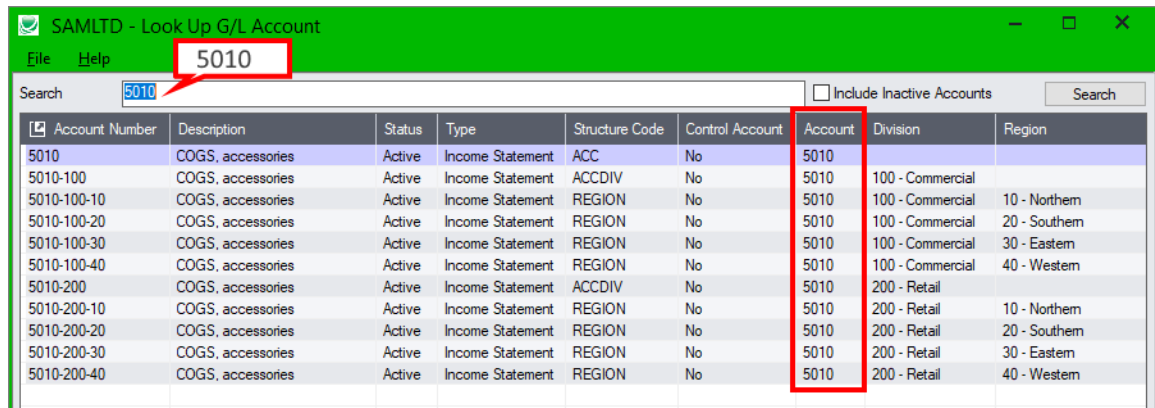 SAMLTD - Look Up G/L Account
File Help 5010
Search 5010 Include Inactive Accounts Search
Account Number Description Status Type Structure Code Control Account Account Division Region
5010 COGS, accessories Active Income Statement ACC No 5010
5010-100 COGS, accessories Active Income Statement ACCDIV No 5010 100 - Commercial
5010-100-10 COGS, accessories Active Income Statement REGION No 5010 100 - Commercial 10 - Northern
5010-100-20 COGS, accessories Active Income Statement REGION No 5010 100 - Commercial 20 - Southern
5010-100-30 COGS, accessories Active Income Statement REGION No 5010 100 - Commercial 30 - Eastern
5010-100-40 COGS, accessories Active Income Statement REGION No 5010 100 - Commercial 40 - Western
5010-200 COGS, accessories Active Income Statement ACCDIV No 5010 200 - Retail
5010-200-10 COGS, accessories Active Income Statement REGION No 5010 200 - Retail 10 - Northern
5010-200-20 COGS, accessories Active Income Statement REGION No 5010 200 - Retail 20 - Southern
5010-200-30 COGS, accessories Active Income Statement REGION No 5010 200 - Retail 30 - Eastern
5010-200-40 COGS, accessories Active Income Statement REGION No 5010 200 - Retail 40 - Western